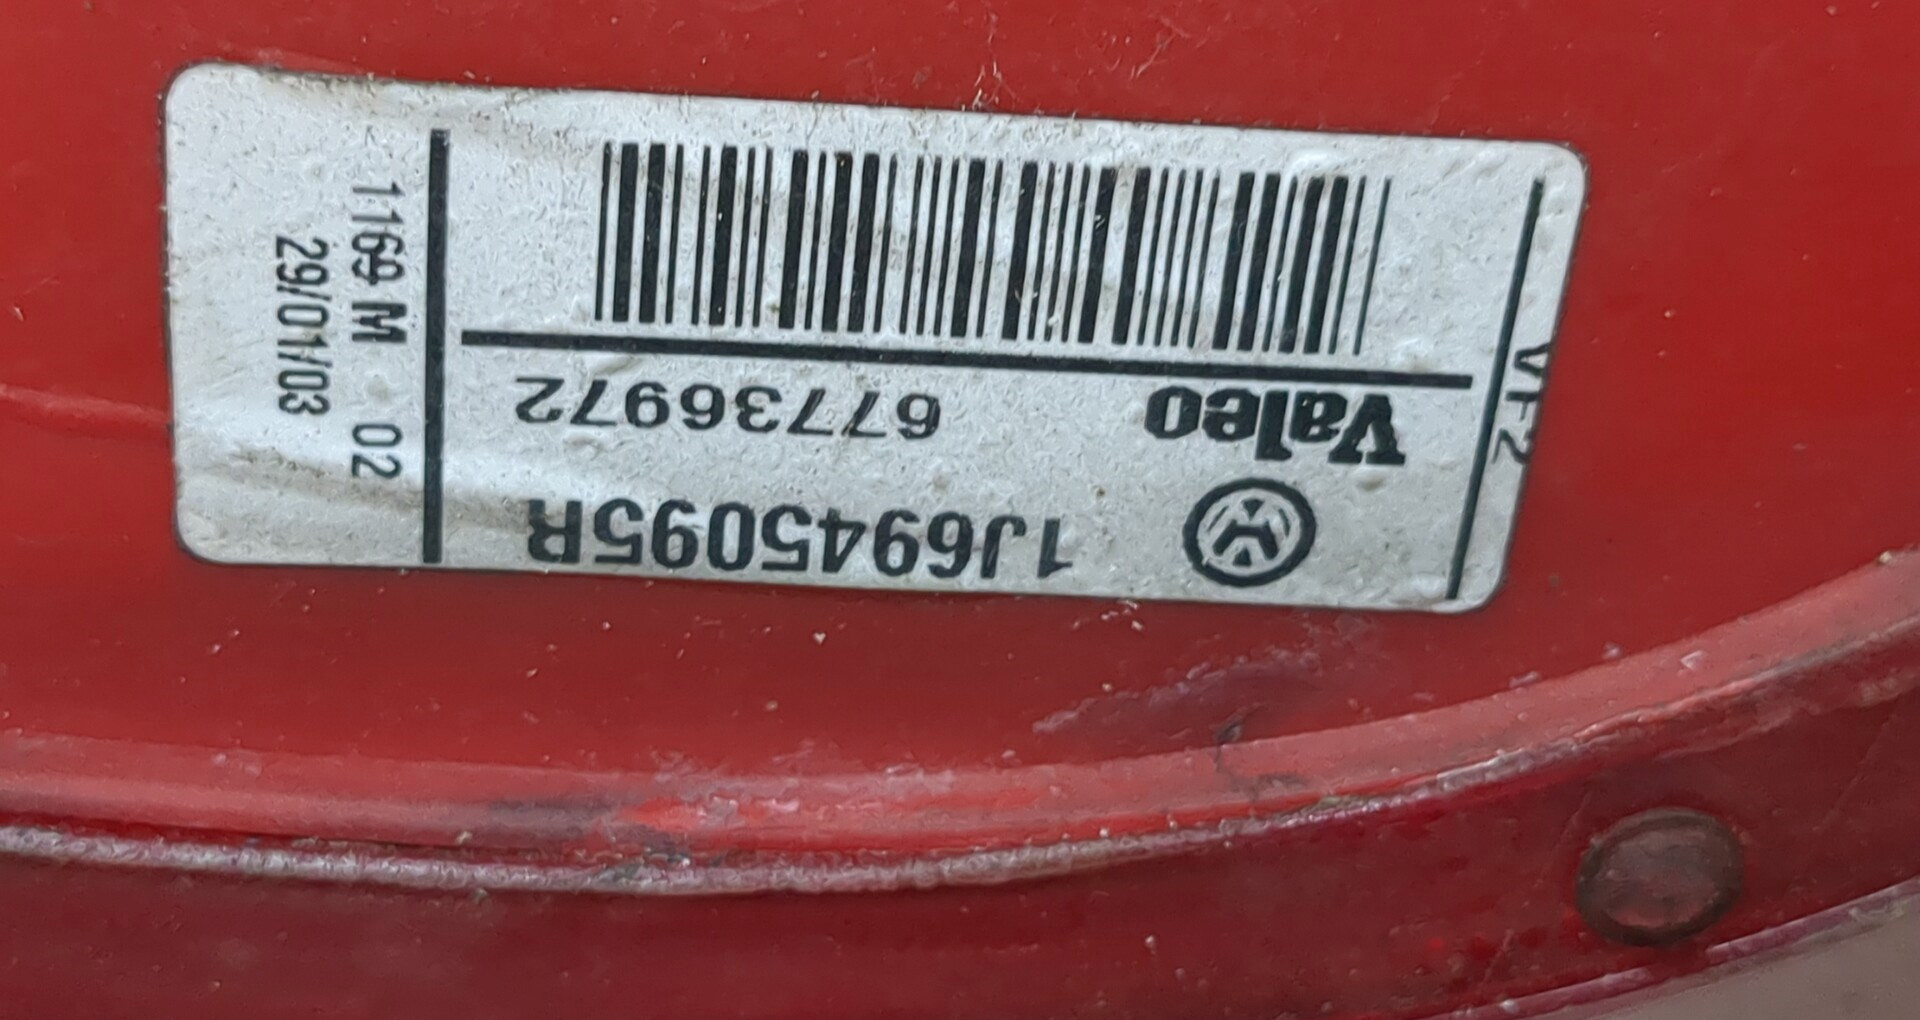 1J6945095R
Valeo 67736972
VF2
1169 M 02
29/01/03